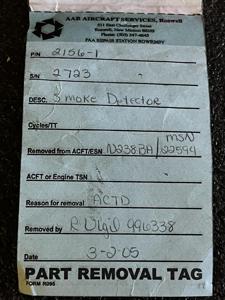 AAR AIRCRAFT SERVICES, Roswell
Roswell, New Mexico
FAA REPAIR STATION
P/N 2156-1
S/N 2723
DESC. Smoke Detector
Cycles/TT
MSN
Removed from ACFT/ESN N238BA / 22594
ACFT or Engine TSN
Reason for removal ACTD
Removed by R Vigil 996338
Date 3-2-05
PART REMOVAL TAG
FORM R095